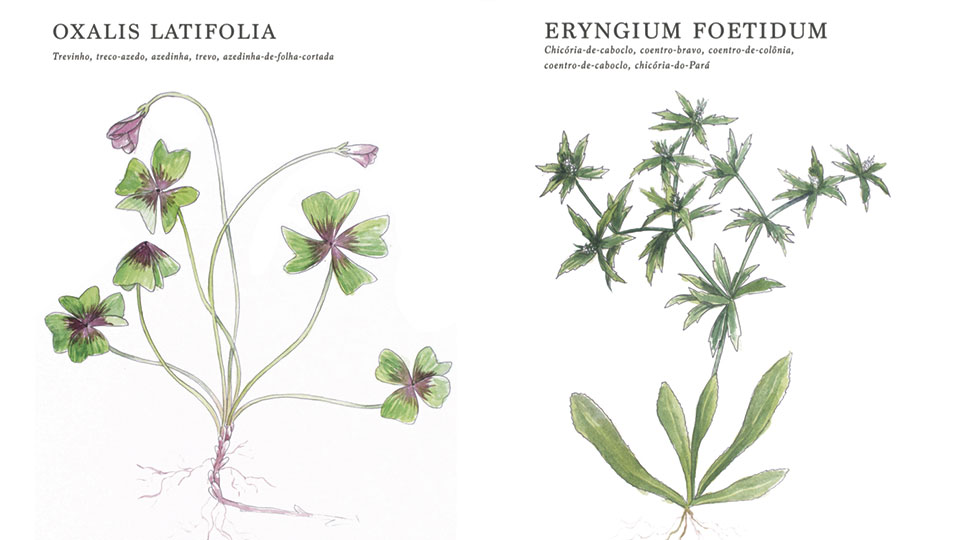 OXALIS LATIFOLIA
Trevinho, treco-azedo, azedinha, trevo, azedinha-de-folha-cortada
ERYNGIUM FOETIDUM
Chicória-de-caboclo, coentro-bravo, coentro-de-colônia,
coentro-de-caboclo, chicória-do-Pará